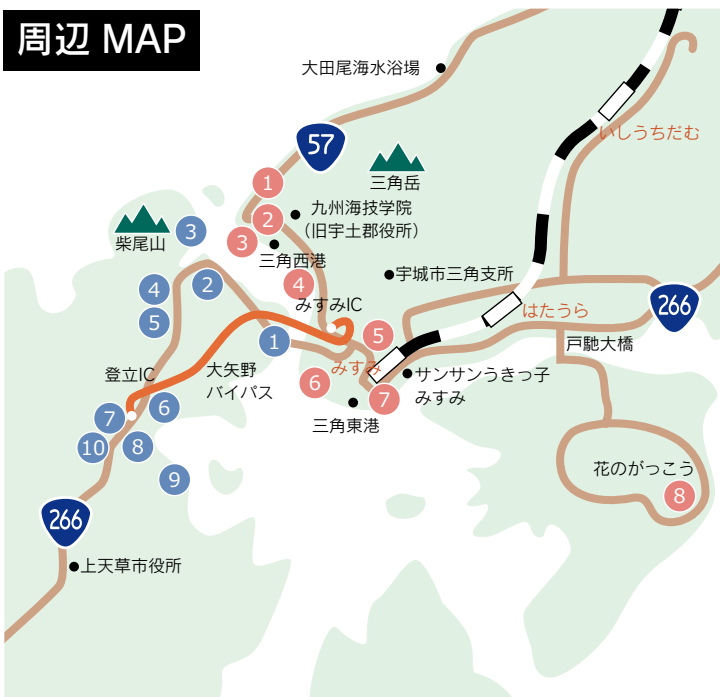 周辺 MAP
大田尾海水浴場
いしうちだむ
57
三角岳
1
九州海技学院
（旧宇土郡役所）
2
3
三角西港
柴尾山
3
4
みすみIC
宇城市三角支所
266
はたうら
戸馳大橋
2
4
5
1
5
みすみ
サンサンうきっ子
みすみ
6
7
三角東港
登立IC
大矢野
バイパス
7
6
10
8
9
花のがっこう
8
266
上天草市役所